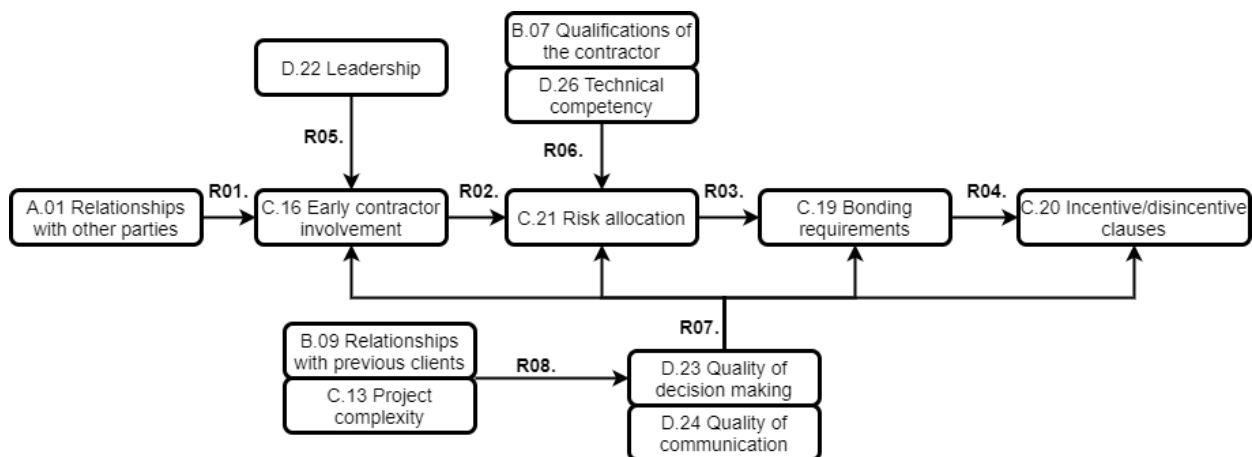 B.07 Qualifications of
the contractor
D.22 Leadership
D.26 Technical
competency
R05.
R06.
R01.
R02.
R03.
R04.
A.01 Relationships
with other parties
C.16 Early contractor
involvement
C.21 Risk allocation
C.19 Bonding
requirements
C.20 Incentive/disincentive
clauses
R07.
B.09 Relationships
with previous clients
R08.
C.13 Project
complexity
D.23 Quality of
decision making
D.24 Quality of
communication